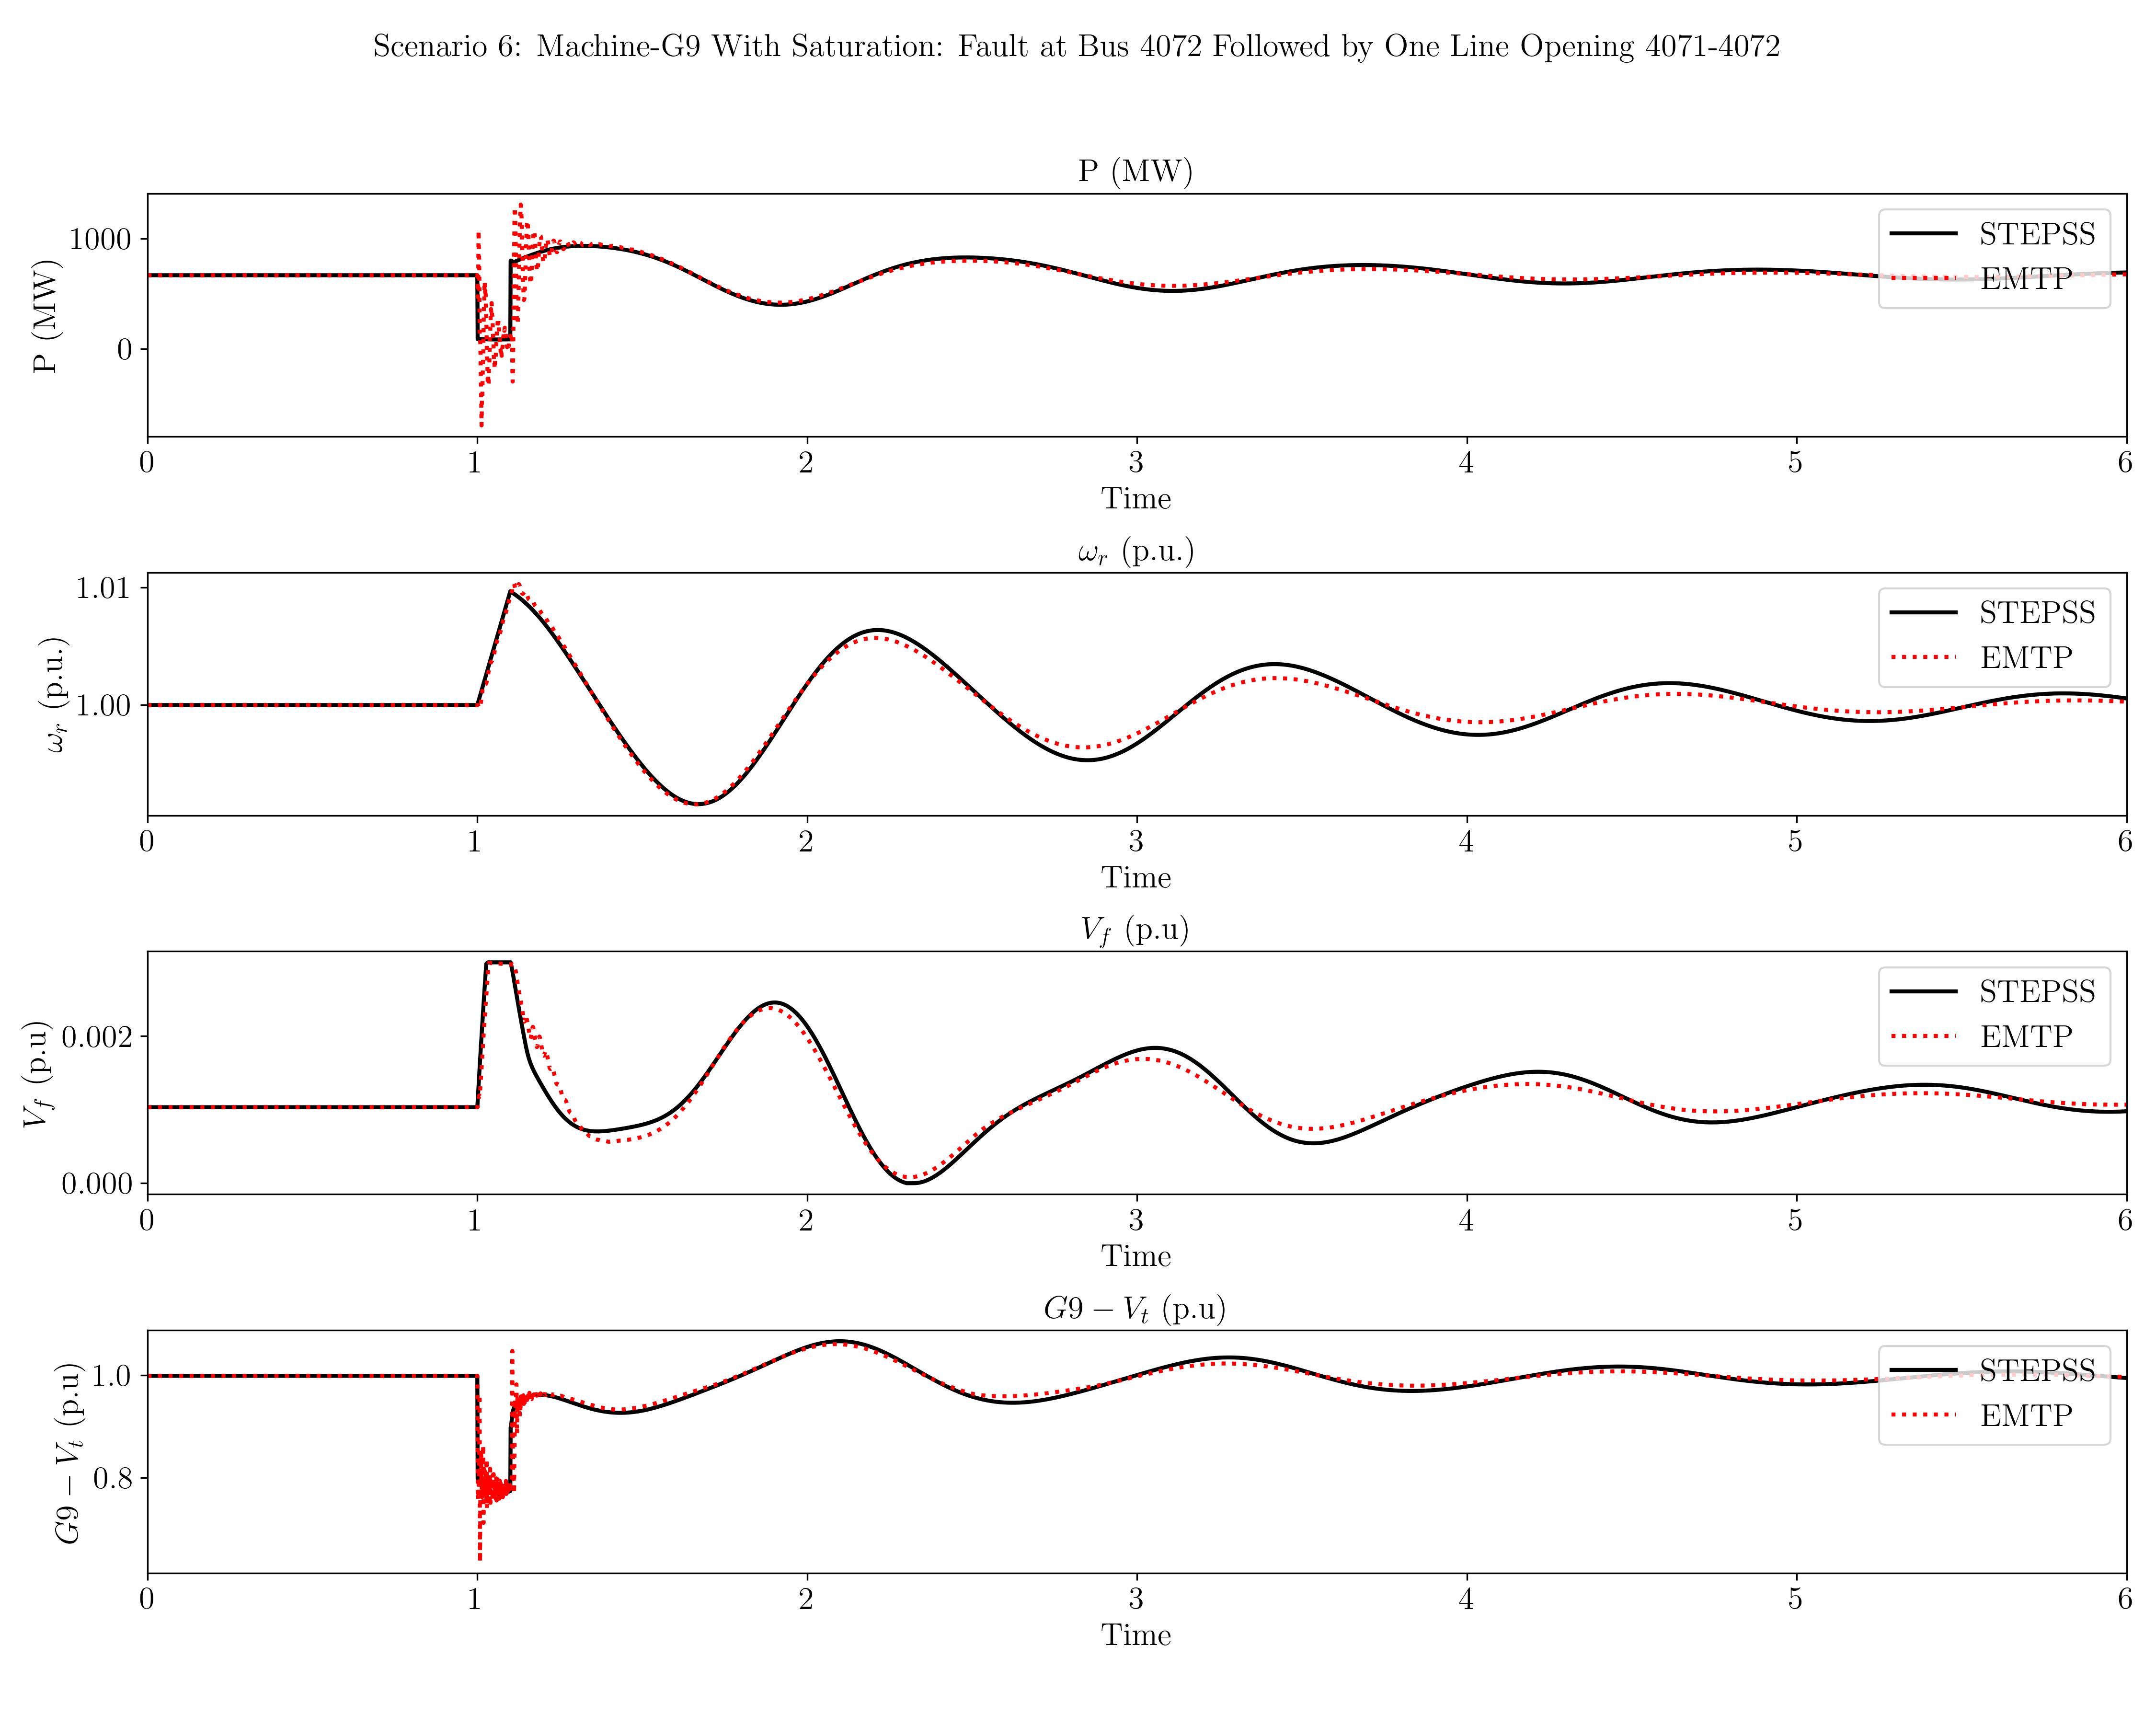 Scenario 6: Machine-G9 With Saturation: Fault at Bus 4072 Followed by One Line Opening 4071-4072
P (MW)
P (MW)
1000
0
STEPSS
EMTP
0 1 2 3 4 5 6
Time
ω_r (p.u.)
ω_r (p.u.)
1.01
1.00
STEPSS
EMTP
0 1 2 3 4 5 6
Time
V_f (p.u)
V_f (p.u)
0.002
0.000
STEPSS
EMTP
0 1 2 3 4 5 6
Time
G9 − V_t (p.u)
G9 − V_t (p.u)
1.0
0.8
STEPSS
EMTP
0 1 2 3 4 5 6
Time